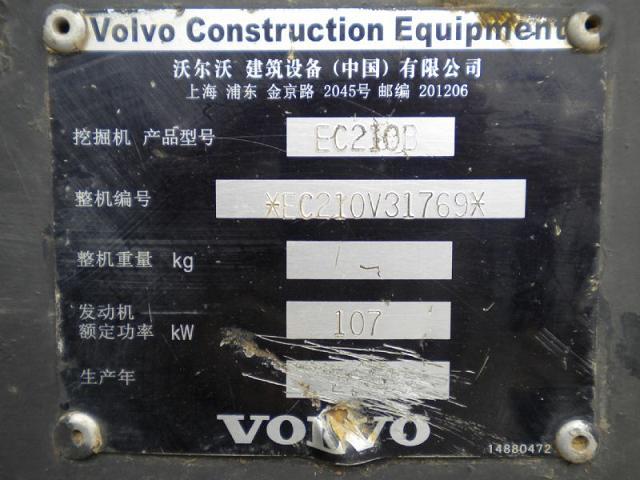 Volvo Construction Equipment
沃尔沃 建筑设备（中国）有限公司
上海 浦东 金京路 2045号 邮编 201206
挖掘机 产品型号 EC210B
整机编号 *EC210V31769*
整机重量 kg
发动机
额定功率 kW 107
生产年
VOLVO
14880472